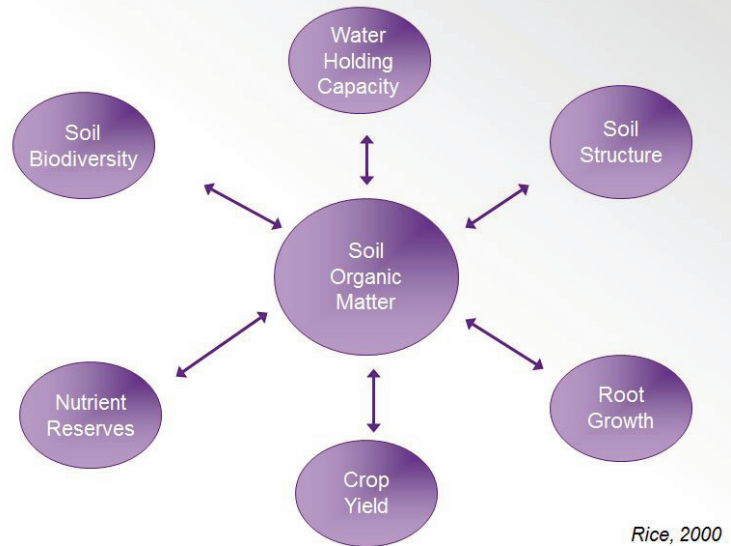 Water
Holding
Capacity
Soil
Biodiversity
Soil
Structure
Soil
Organic
Matter
Nutrient
Reserves
Root
Growth
Crop
Yield
Rice, 2000